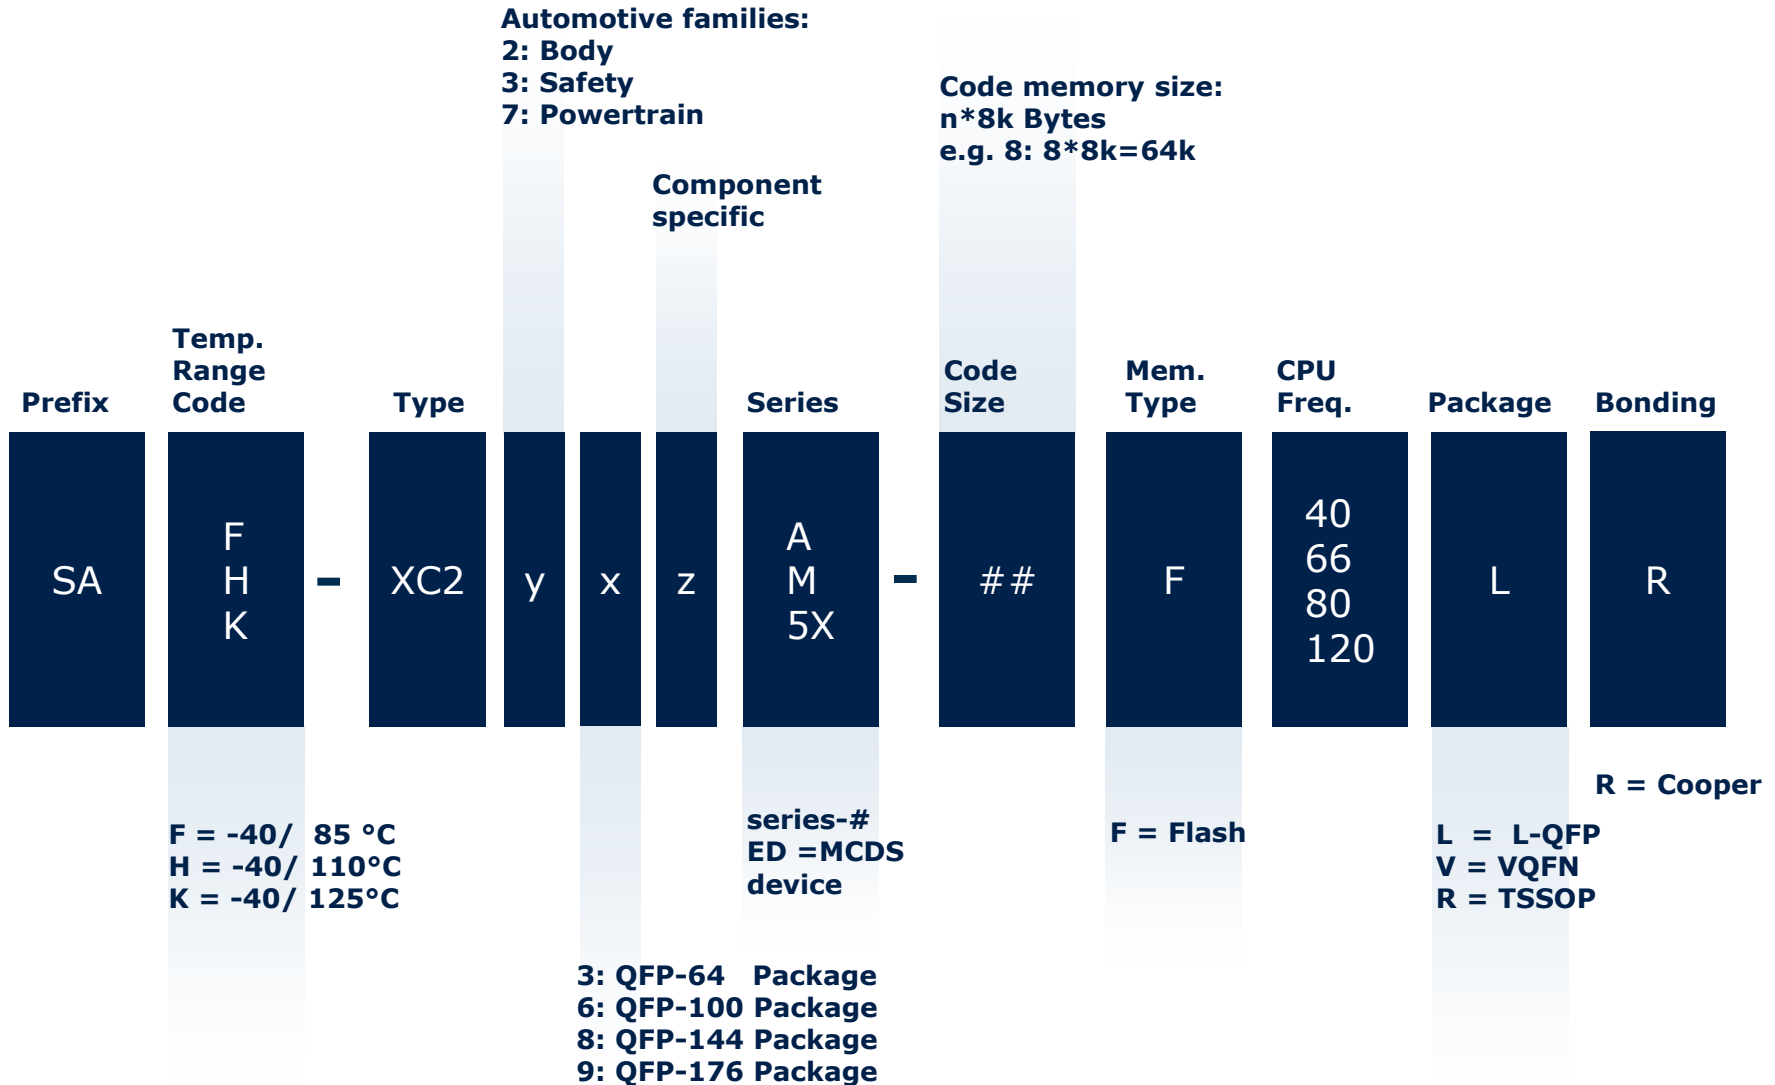 Automotive families:
2: Body
3: Safety
7: Powertrain
Code memory size:
n*8k Bytes
e.g. 8: 8*8k=64k
Component
specific
Prefix
Temp.
Range
Code
Type
Series
Code
Size
Mem.
Type
CPU
Freq.
Package
Bonding
SA
F
H
K
-
XC2
y
x
z
A
M
5X
-
##
F
40
66
80
120
L
R
F = -40/ 85 °C
H = -40/ 110°C
K = -40/ 125°C
3: QFP-64 Package
6: QFP-100 Package
8: QFP-144 Package
9: QFP-176 Package
series-#
ED =MCDS
device
F = Flash
L = L-QFP
V = VQFN
R = TSSOP
R = Cooper